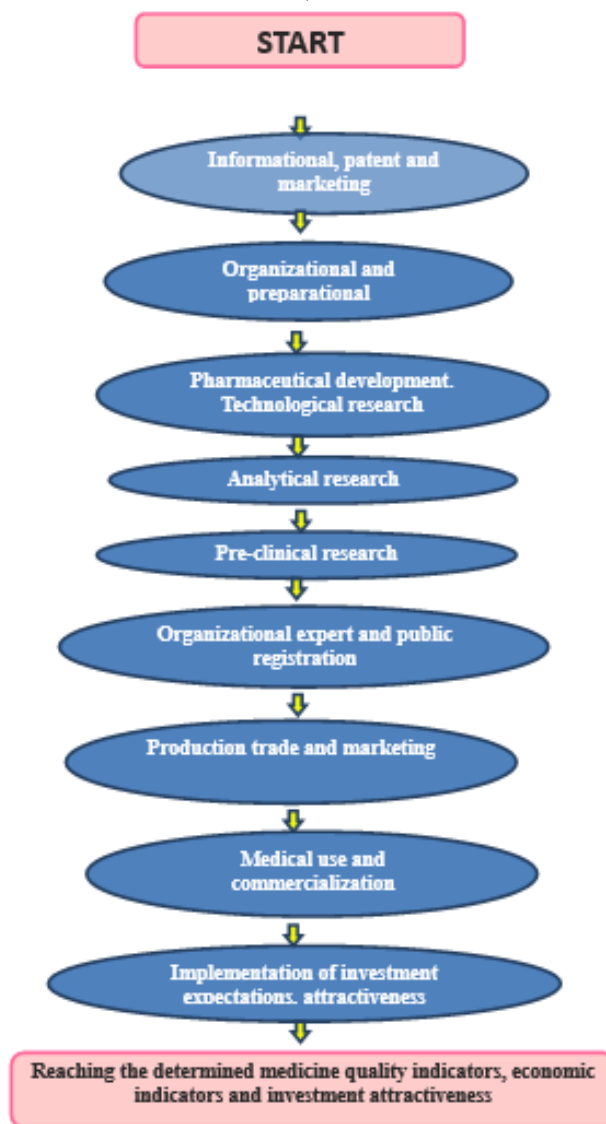 START
Informational, patent and
marketing
Organizational and
preparational
Pharmaceutical development.
Technological research
Analytical research
Pre-clinical research
Organizational expert and public
registration
Production trade and marketing
Medical use and
commercialization
Implementation of investment
expectations, attractiveness
Reaching the determined medicine quality indicators, economic
indicators and investment attractiveness